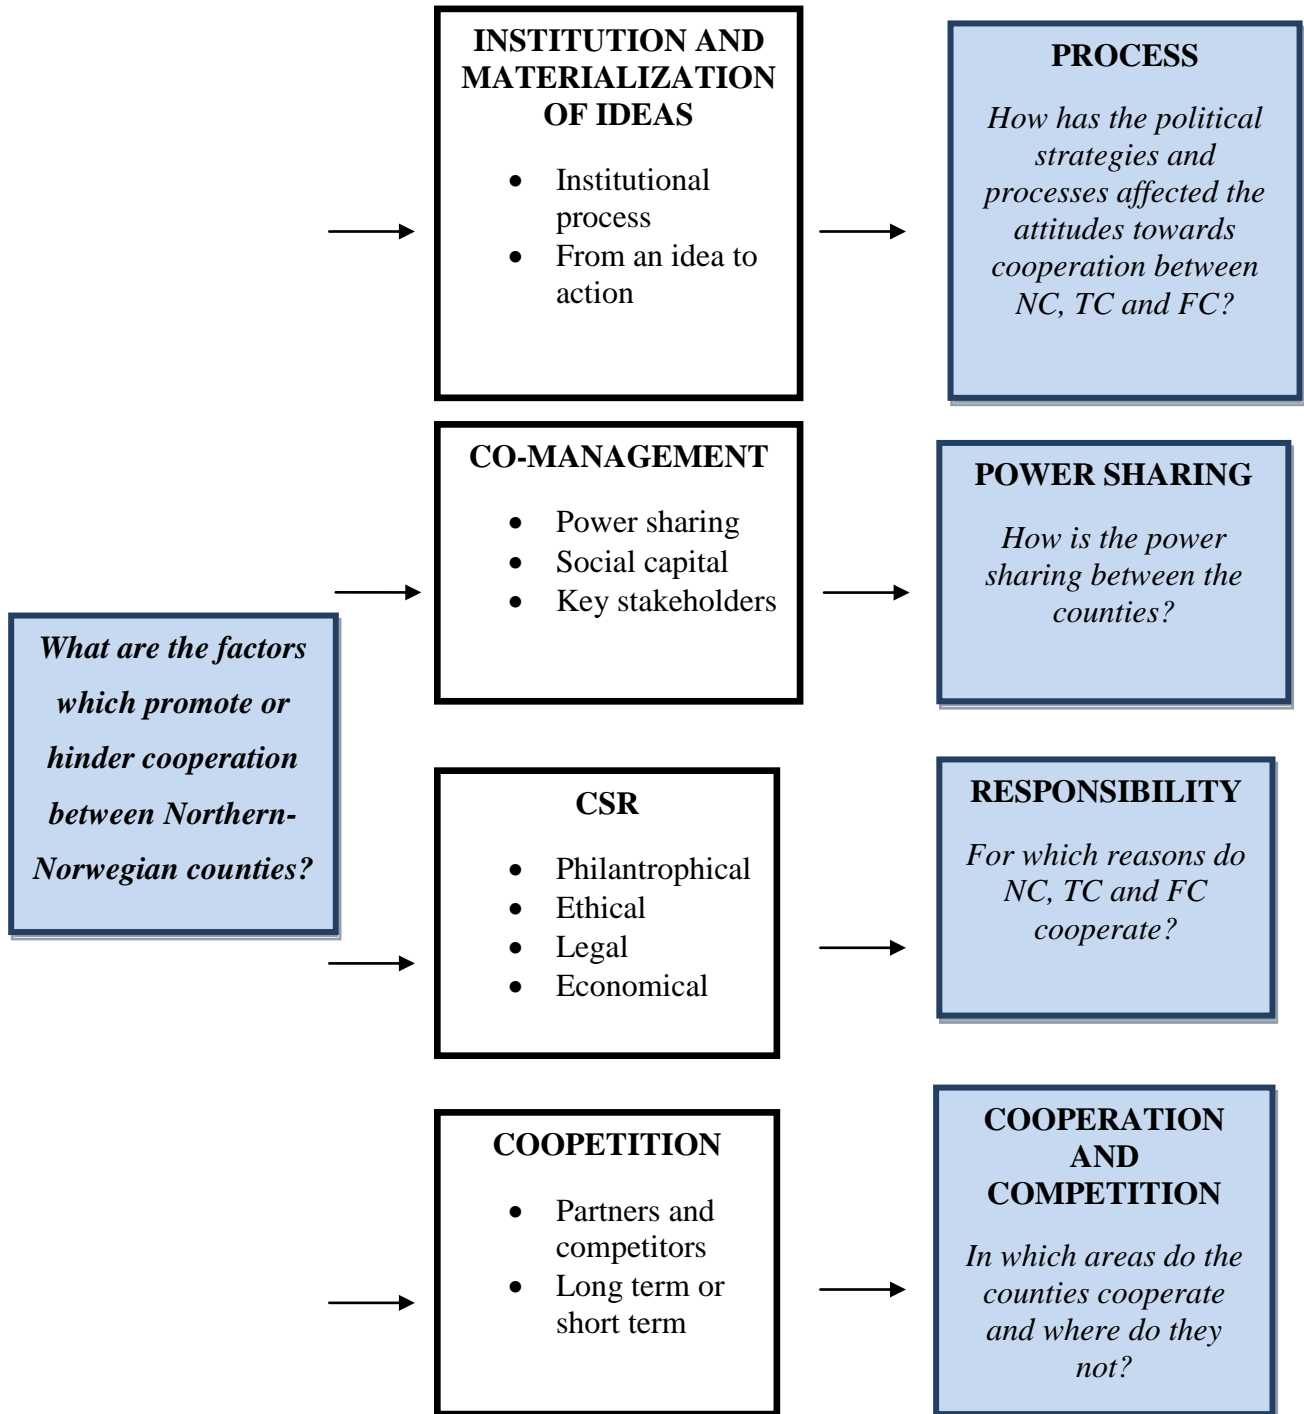 What are the factors
which promote or
hinder cooperation
between Northern-
Norwegian counties?
INSTITUTION AND
MATERIALIZATION
OF IDEAS
• Institutional
process
• From an idea to
action
PROCESS
How has the political
strategies and
processes affected the
attitudes towards
cooperation between
NC, TC and FC?
CO-MANAGEMENT
• Power sharing
• Social capital
• Key stakeholders
POWER SHARING
How is the power
sharing between the
counties?
CSR
• Philantrophical
• Ethical
• Legal
• Economical
RESPONSIBILITY
For which reasons do
NC, TC and FC
cooperate?
COOPETITION
• Partners and
competitors
• Long term or
short term
COOPERATION
AND
COMPETITION
In which areas do the
counties cooperate
and where do they
not?